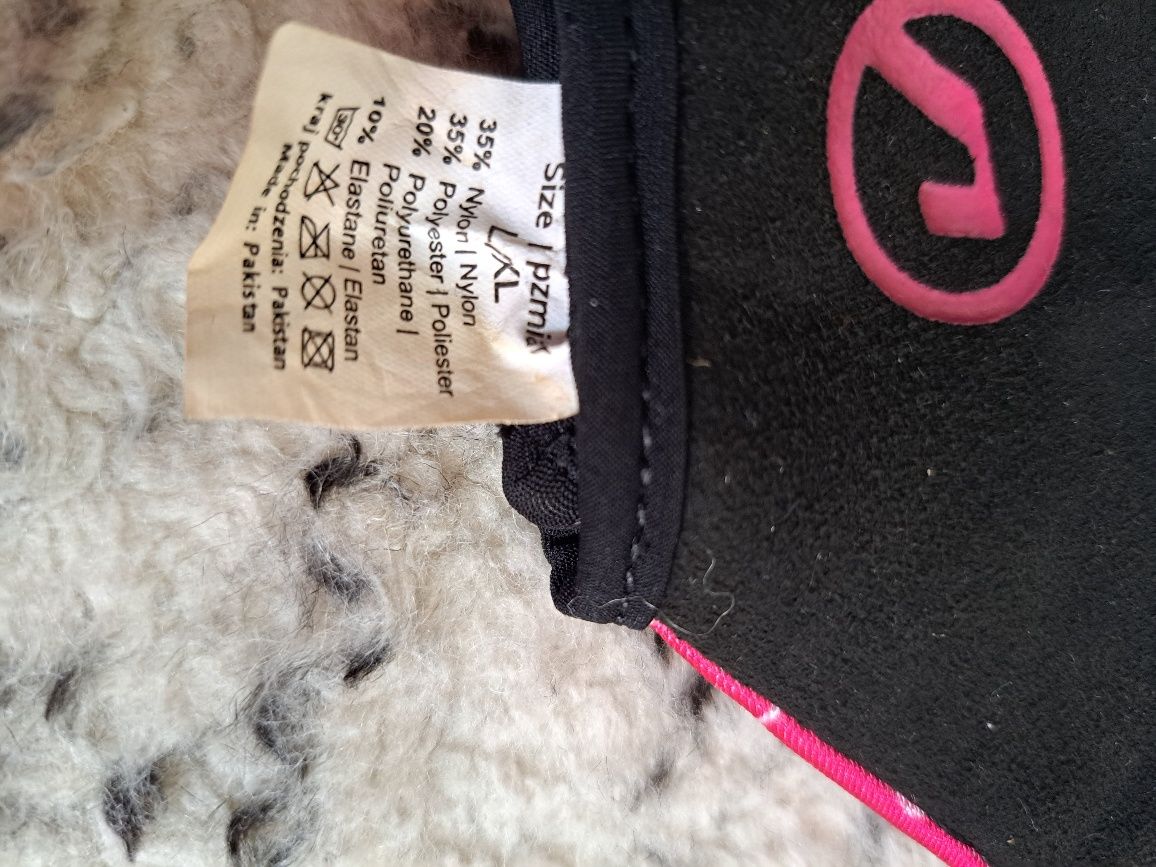 Size | pzmiar
L/XL
35% Nylon | Nylon
35% Polyester | Poliester
20% Polyurethane |
Poliuretan
10% Elastane / Elastan
30°
kraj pochodzenia: Pakistan
Made in: Pakistan